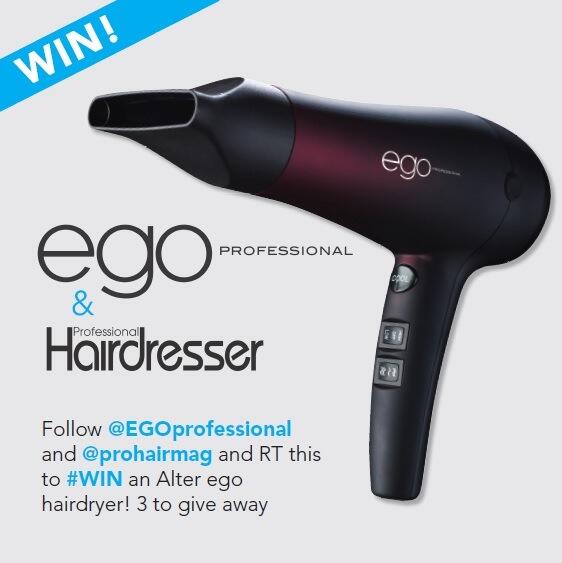 WIN!
ego PROFESSIONAL
cool
ego PROFESSIONAL
&
Professional
Hairdresser
Follow @EGOprofessional
and @prohairmag and RT this
to #WIN an Alter ego
hairdryer! 3 to give away